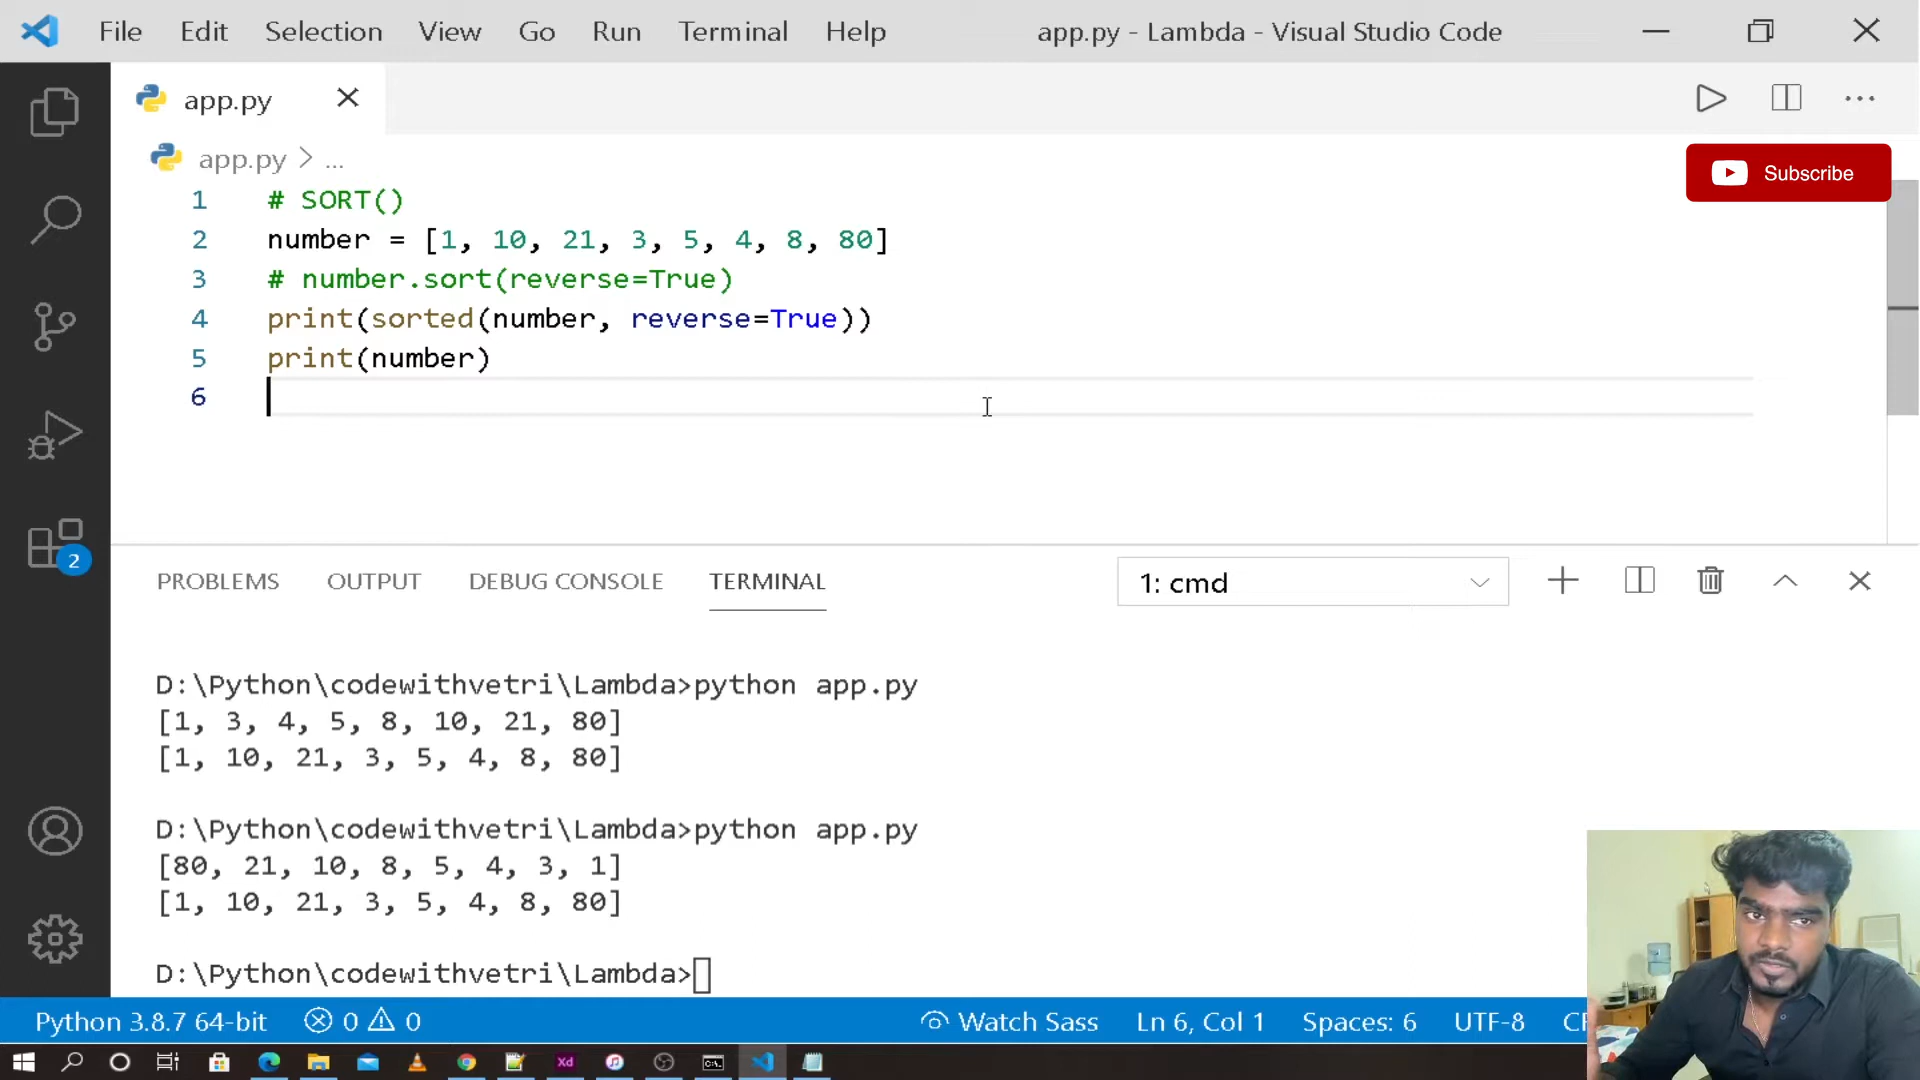 File Edit Selection View Go Run Terminal Help app.py - Lambda - Visual Studio Code
app.py
app.py > ...
Subscribe
1 # SORT()
2 number = [1, 10, 21, 3, 5, 4, 8, 80]
3 # number.sort(reverse=True)
4 print(sorted(number, reverse=True))
5 print(number)
6
2
PROBLEMS OUTPUT DEBUG CONSOLE TERMINAL 1: cmd
D:\Python\codewithvetri\Lambda>python app.py
[1, 3, 4, 5, 8, 10, 21, 80]
[1, 10, 21, 3, 5, 4, 8, 80]
D:\Python\codewithvetri\Lambda>python app.py
[80, 21, 10, 8, 5, 4, 3, 1]
[1, 10, 21, 3, 5, 4, 8, 80]
D:\Python\codewithvetri\Lambda>
Python 3.8.7 64-bit 0 0 Watch Sass Ln 6, Col 1 Spaces: 6 UTF-8
Xd